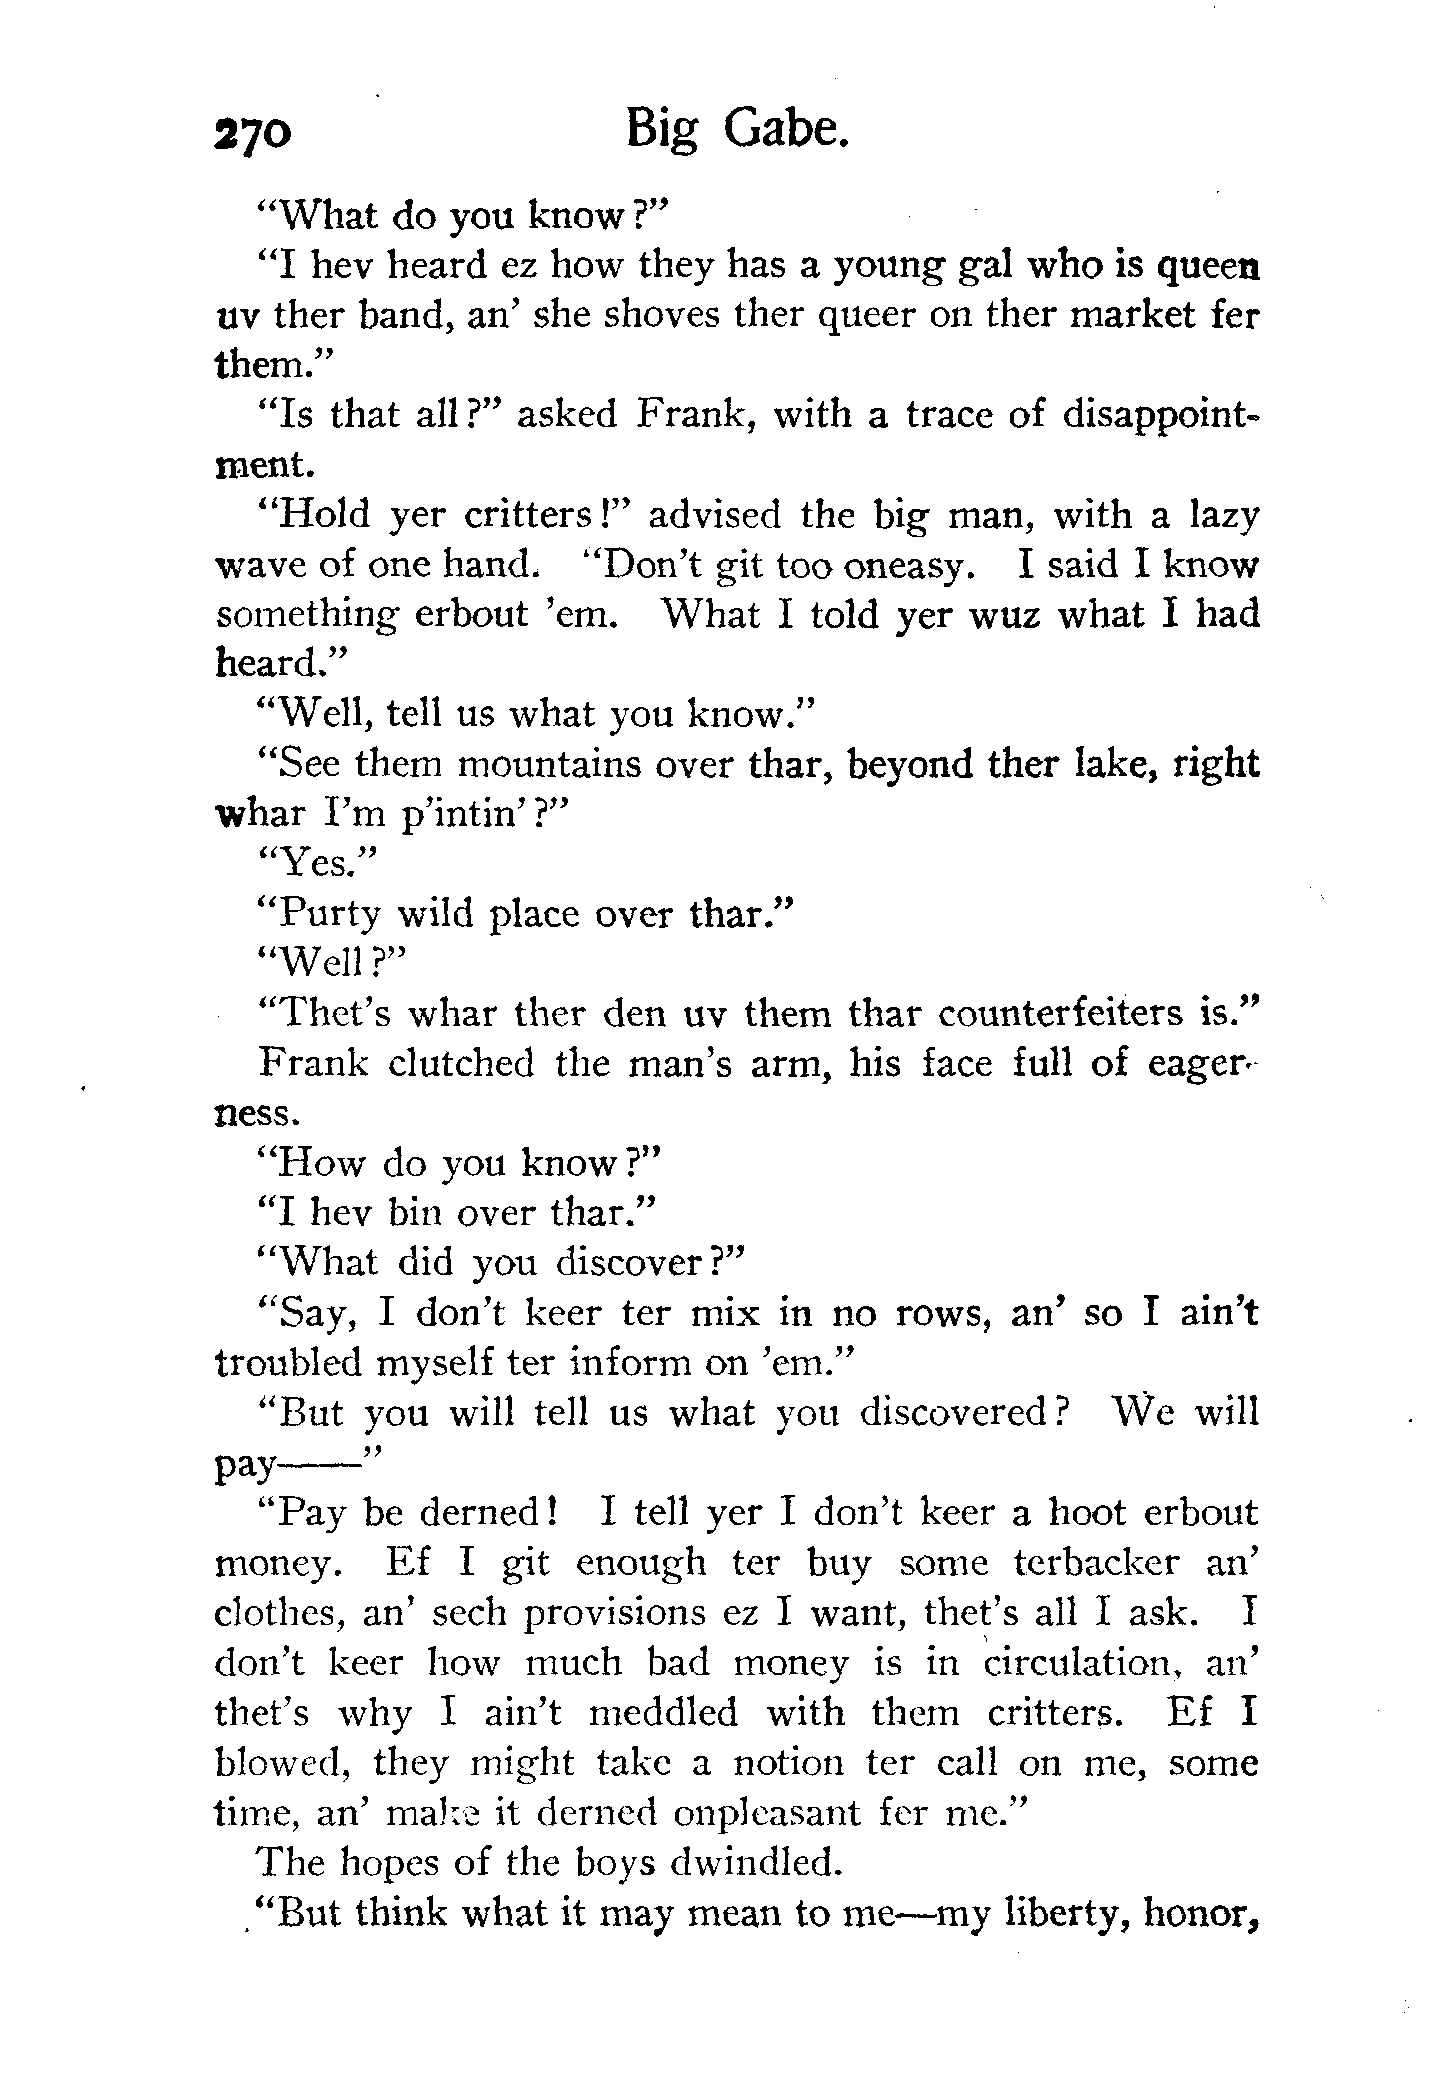 270 Big Gabe.
"What do you know?"
"I hev heard ez how they has a young gal who is queen
uv ther band, an' she shoves ther queer on ther market fer
them."
"Is that all?" asked Frank, with a trace of disappoint-
ment.
"Hold yer critters!" advised the big man, with a lazy
wave of one hand. "Don't git too oneasy. I said I know
something erbout 'em. What I told yer wuz what I had
heard."
"Well, tell us what you know."
"See them mountains over thar, beyond ther lake, right
whar I'm p'intin'?"
"Yes."
"Purty wild place over thar."
"Well?"
"Thet's whar ther den uv them thar counterfeiters is."
Frank clutched the man's arm, his face full of eager-
ness.
"How do you know?"
"I hev bin over thar."
"What did you discover?"
"Say, I don't keer ter mix in no rows, an' so I ain't
troubled myself ter inform on 'em."
"But you will tell us what you discovered? We will
pay——"
"Pay be derned! I tell yer I don't keer a hoot erbout
money. Ef I git enough ter buy some terbacker an'
clothes, an' sech provisions ez I want, thet's all I ask. I
don't keer how much bad money is in circulation, an'
thet's why I ain't meddled with them critters. Ef I
blowed, they might take a notion ter call on me, some
time, an' make it derned onpleasant fer me."
The hopes of the boys dwindled.
"But think what it may mean to me—my liberty, honor,